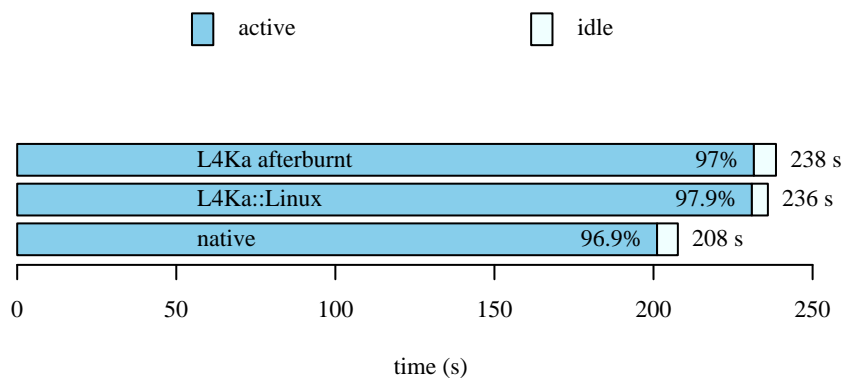 active idle
L4Ka afterburnt 97% 238 s
L4Ka::Linux 97.9% 236 s
native 96.9% 208 s
0 50 100 150 200 250
time (s)